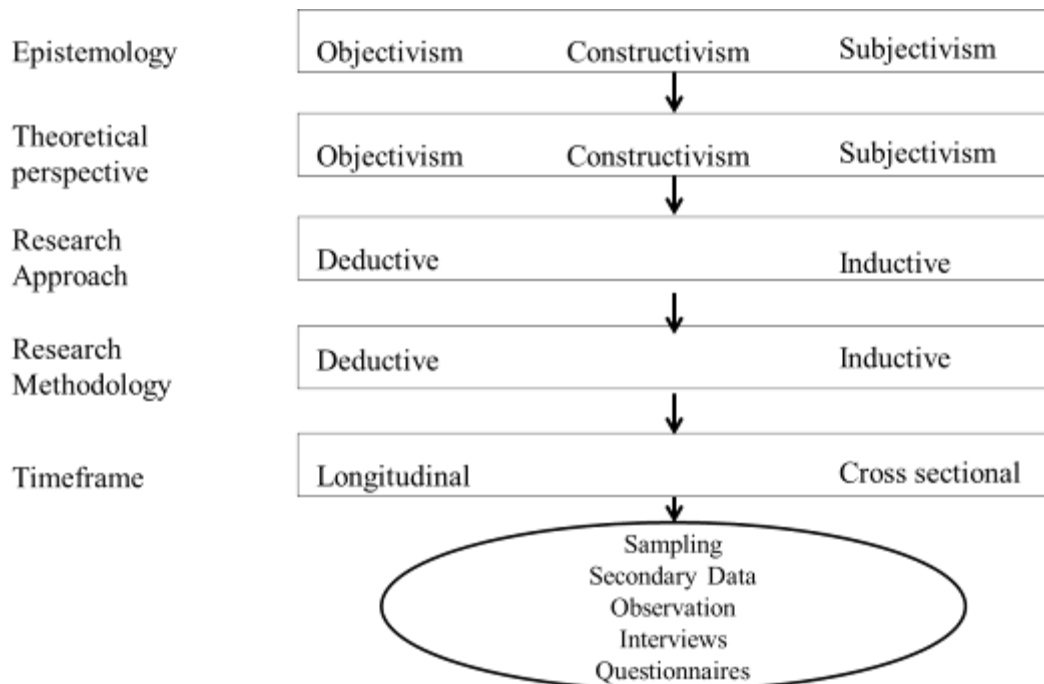 Epistemology
Objectivism Constructivism Subjectivism
Theoretical
perspective
Objectivism Constructivism Subjectivism
Research
Approach
Deductive Inductive
Research
Methodology
Deductive Inductive
Timeframe
Longitudinal Cross sectional
Sampling
Secondary Data
Observation
Interviews
Questionnaires